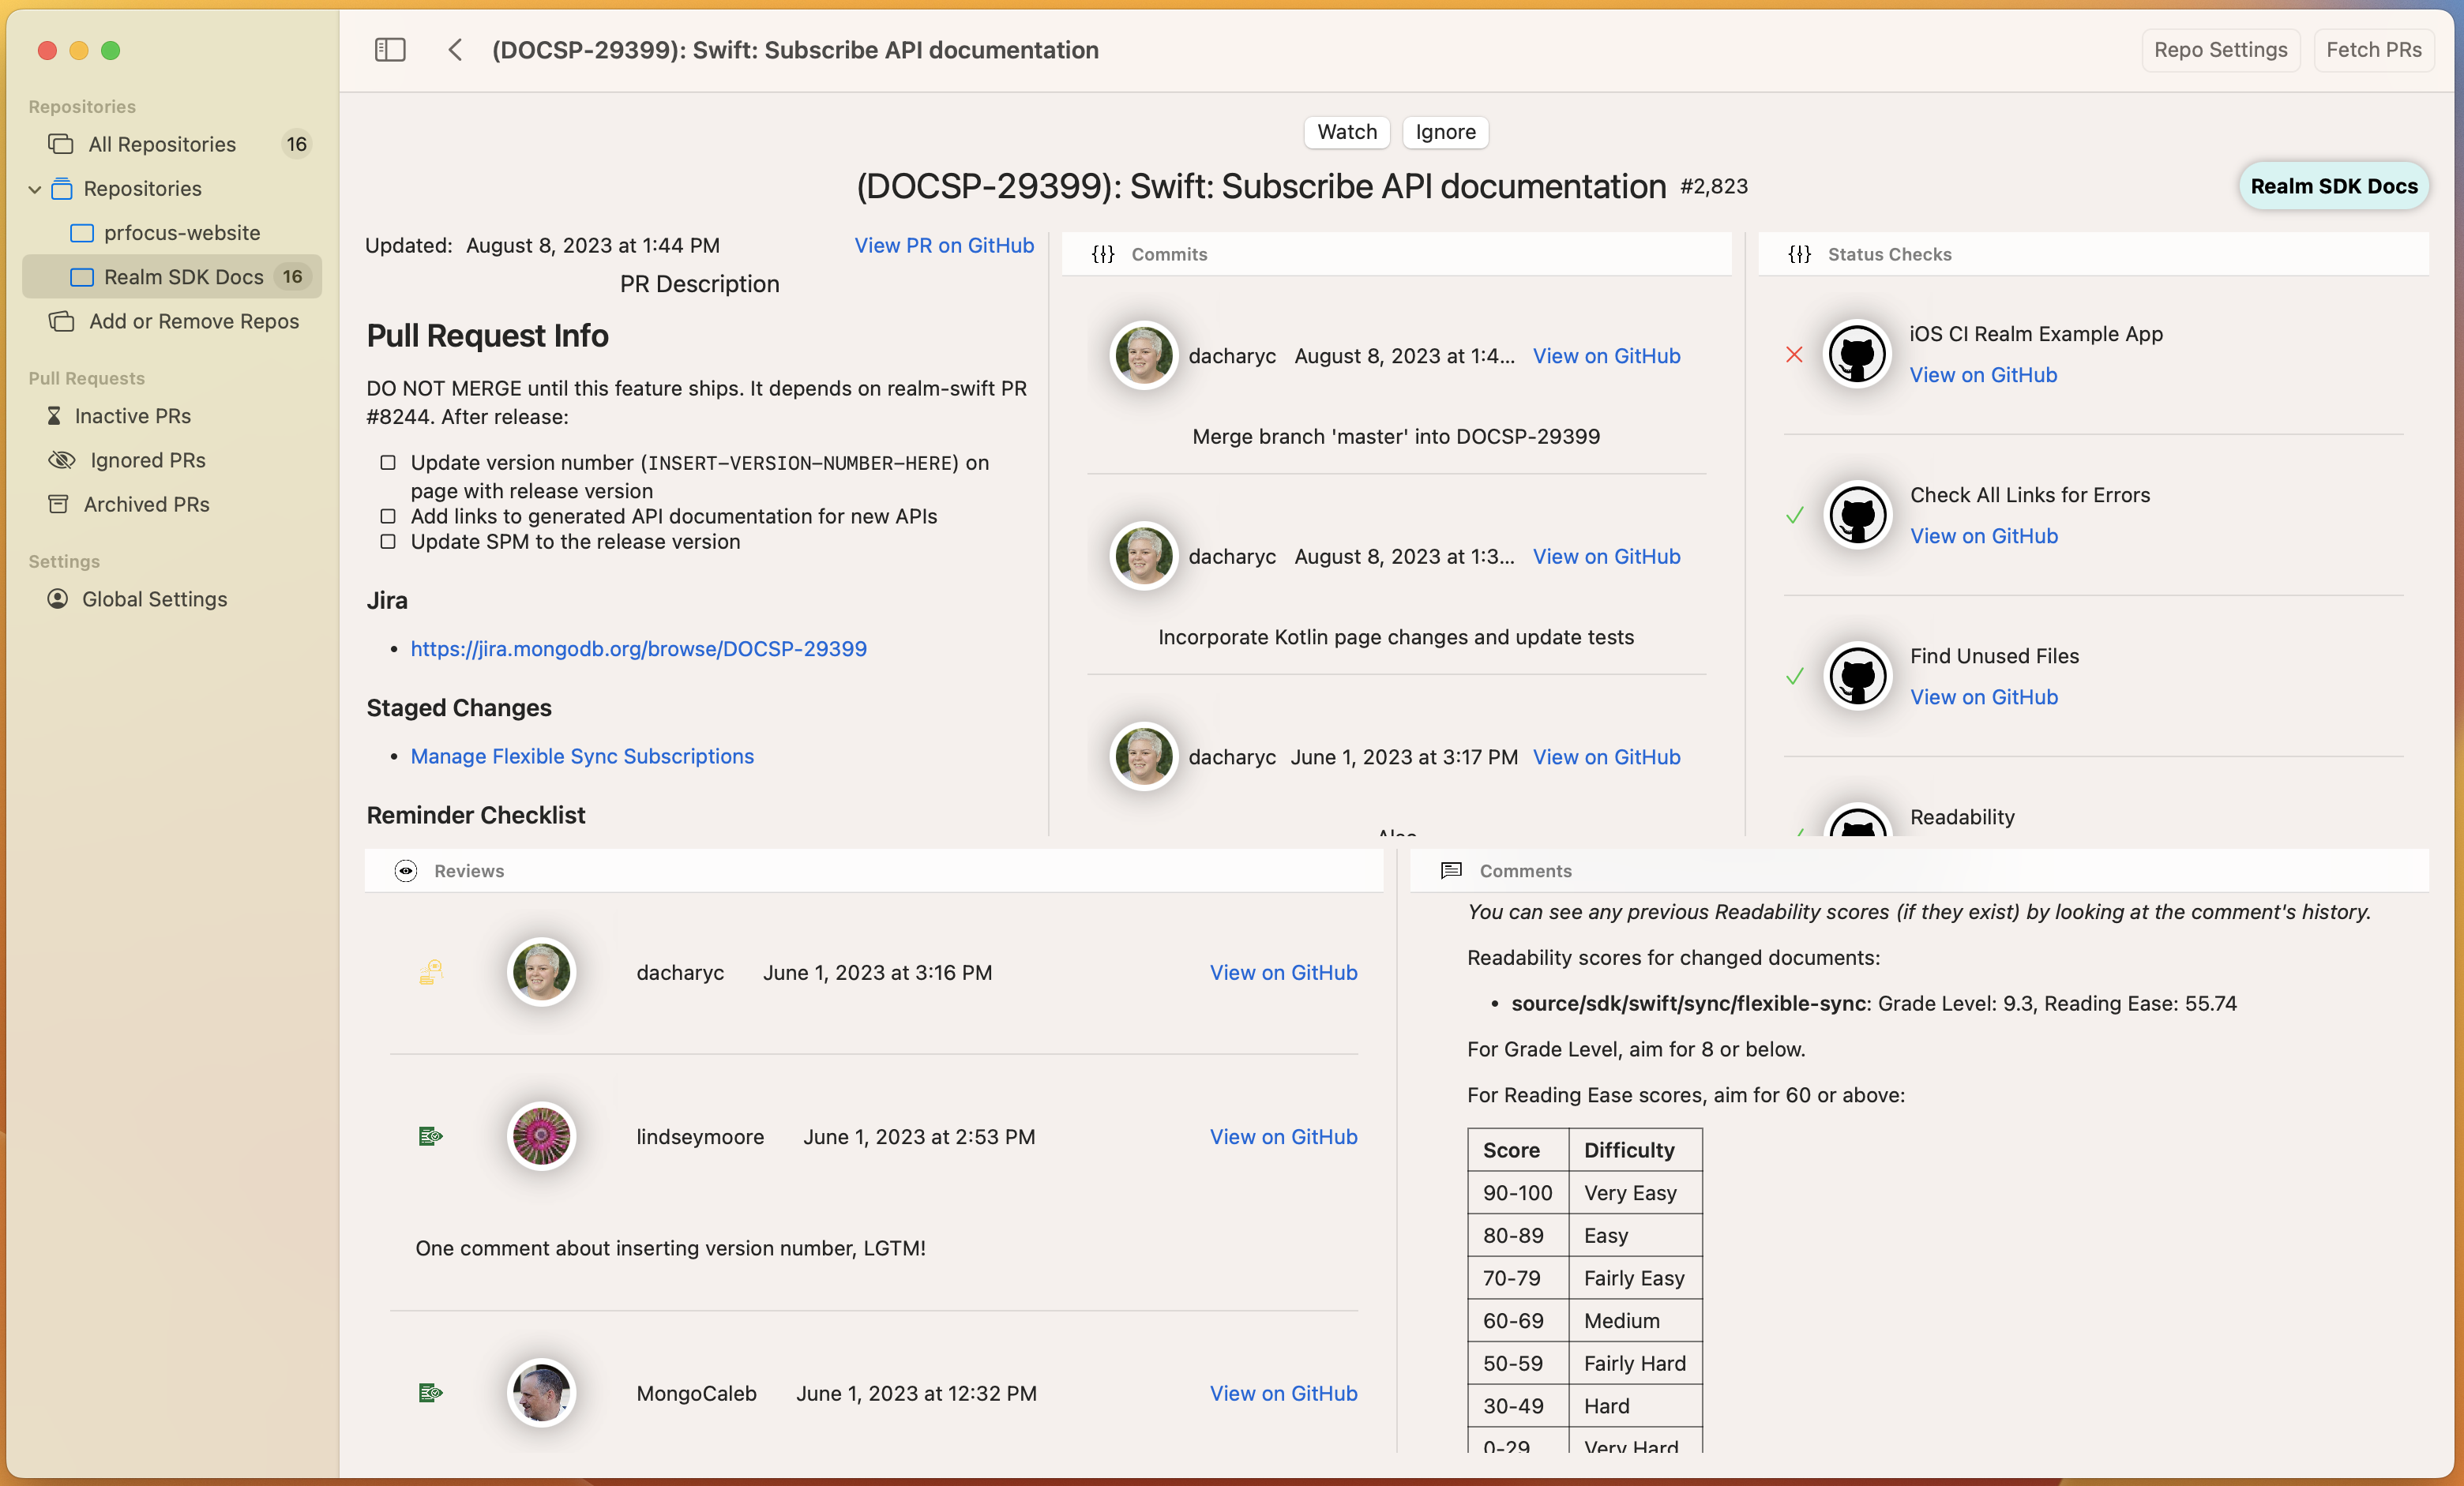 (DOCSP-29399): Swift: Subscribe API documentation
Repo Settings
Fetch PRs
Repositories
All Repositories 16
Repositories
prfocus-website
Realm SDK Docs 16
Add or Remove Repos
Pull Requests
Inactive PRs
Ignored PRs
Archived PRs
Settings
Global Settings
Watch
Ignore
(DOCSP-29399): Swift: Subscribe API documentation #2,823
Realm SDK Docs
Updated: August 8, 2023 at 1:44 PM
View PR on GitHub
PR Description
Pull Request Info
DO NOT MERGE until this feature ships. It depends on realm-swift PR
#8244. After release:
Update version number (INSERT-VERSION-NUMBER-HERE) on
page with release version
Add links to generated API documentation for new APIs
Update SPM to the release version
Jira
• https://jira.mongodb.org/browse/DOCSP-29399
Staged Changes
• Manage Flexible Sync Subscriptions
Reminder Checklist
Commits
dacharyc August 8, 2023 at 1:4... View on GitHub
Merge branch 'master' into DOCSP-29399
dacharyc August 8, 2023 at 1:3... View on GitHub
Incorporate Kotlin page changes and update tests
dacharyc June 1, 2023 at 3:17 PM View on GitHub
Status Checks
iOS CI Realm Example App
View on GitHub
Check All Links for Errors
View on GitHub
Find Unused Files
View on GitHub
Readability
Reviews
dacharyc June 1, 2023 at 3:16 PM View on GitHub
lindseymoore June 1, 2023 at 2:53 PM View on GitHub
One comment about inserting version number, LGTM!
MongoCaleb June 1, 2023 at 12:32 PM View on GitHub
Comments
You can see any previous Readability scores (if they exist) by looking at the comment's history.
Readability scores for changed documents:
• source/sdk/swift/sync/flexible-sync: Grade Level: 9.3, Reading Ease: 55.74
For Grade Level, aim for 8 or below.
For Reading Ease scores, aim for 60 or above:
Score Difficulty
90-100 Very Easy
80-89 Easy
70-79 Fairly Easy
60-69 Medium
50-59 Fairly Hard
30-49 Hard
0-29 Very Hard